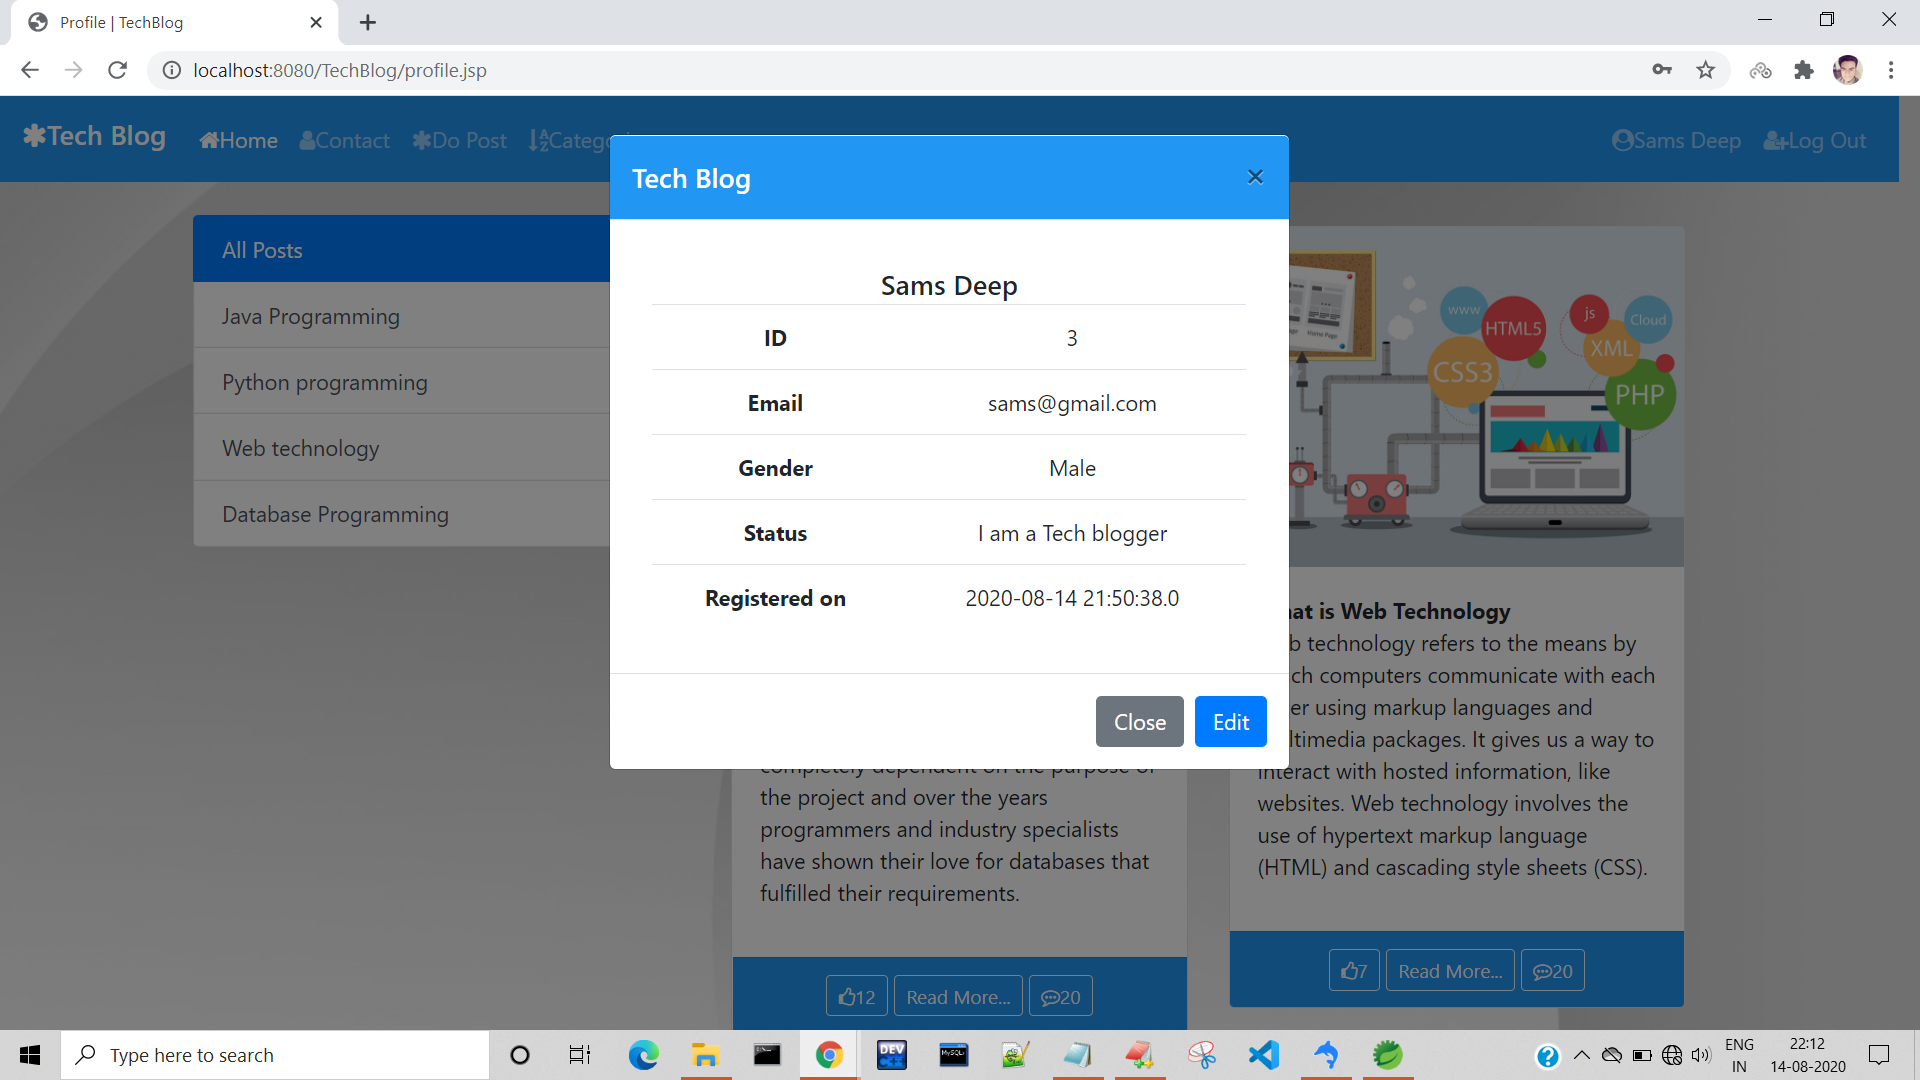 Profile | TechBlog
localhost:8080/TechBlog/profile.jsp
Tech Blog Home Contact Do Post Catego Sams Deep Log Out
Tech Blog ×
All Posts
Java Programming
Python programming
Web technology
Database Programming
Sams Deep
ID 3
Email sams@gmail.com
Gender Male
Status I am a Tech blogger
Registered on 2020-08-14 21:50:38.0
Close Edit
Home Page
www
HTML5
js
Cloud
XML
CSS3
PHP
the project and over the years
programmers and industry specialists
have shown their love for databases that
fulfilled their requirements.
12 Read More... 20
at is Web Technology
b technology refers to the means by
ch computers communicate with each
er using markup languages and
ltimedia packages. It gives us a way to
interact with hosted information, like
websites. Web technology involves the
use of hypertext markup language
(HTML) and cascading style sheets (CSS).
7 Read More... 20
Type here to search
DEV
MySQL
ENG
IN
22:12
14-08-2020